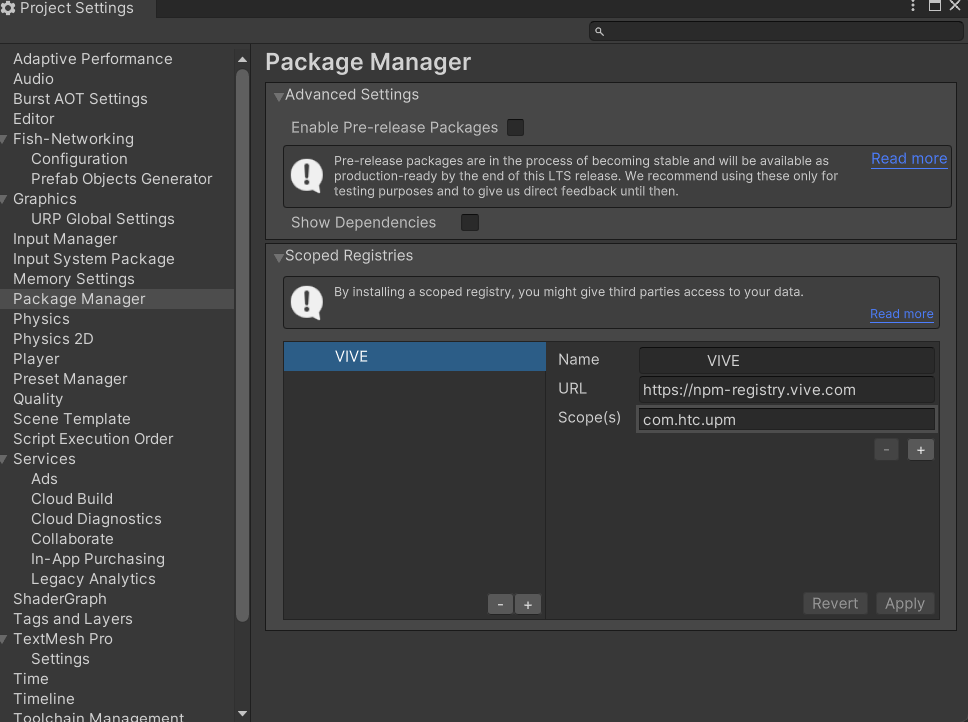 Project Settings
Adaptive Performance
Audio
Burst AOT Settings
Editor
Fish-Networking
Configuration
Prefab Objects Generator
Graphics
URP Global Settings
Input Manager
Input System Package
Memory Settings
Package Manager
Physics
Physics 2D
Player
Preset Manager
Quality
Scene Template
Script Execution Order
Services
Ads
Cloud Build
Cloud Diagnostics
Collaborate
In-App Purchasing
Legacy Analytics
ShaderGraph
Tags and Layers
TextMesh Pro
Settings
Time
Timeline
Toolchain Management
Package Manager
Advanced Settings
Enable Pre-release Packages
Pre-release packages are in the process of becoming stable and will be available as
production-ready by the end of this LTS release. We recommend using these only for
testing purposes and to give us direct feedback until then.
Read more
Show Dependencies
Scoped Registries
By installing a scoped registry, you might give third parties access to your data.
Read more
VIVE
Name VIVE
URL https://npm-registry.vive.com
Scope(s) com.htc.upm
- +
- +
Revert Apply